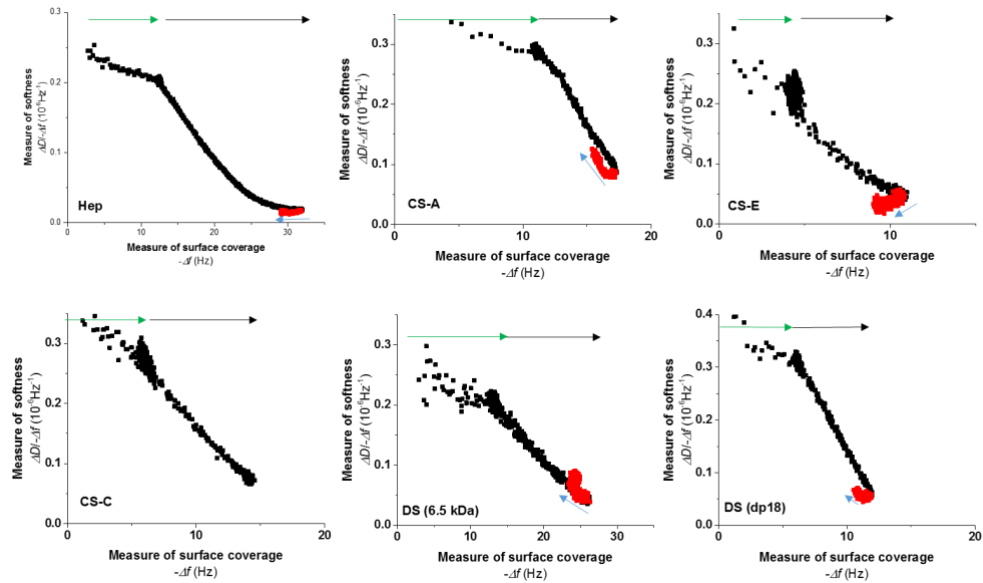 Measure of softness
ΔD/-Δf (10⁻⁶Hz⁻¹)
0.3
0.2
0.1
0.0
Hep
0 10 20 30
Measure of surface coverage
-Δf (Hz)
Measure of softness
ΔD/-Δf (10⁻⁶Hz⁻¹)
0.3
0.2
0.1
0.0
CS-A
0 10 20
Measure of surface coverage
-Δf (Hz)
Measure of softness
ΔD/-Δf (10⁻⁶Hz⁻¹)
0.3
0.2
0.1
0.0
CS-E
0 10
Measure of surface coverage
-Δf (Hz)
Measure of softness
ΔD/-Δf (10⁻⁶Hz⁻¹)
0.3
0.2
0.1
0.0
CS-C
0 10 20
Measure of surface coverage
-Δf (Hz)
Measure of softness
ΔD/-Δf (10⁻⁶Hz⁻¹)
0.3
0.2
0.1
0.0
DS (6.5 kDa)
0 10 20 30
Measure of surface coverage
-Δf (Hz)
Measure of softness
ΔD/-Δf (10⁻⁶Hz⁻¹)
0.4
0.3
0.2
0.1
0.0
DS (dp18)
0 10 20
Measure of surface coverage
-Δf (Hz)